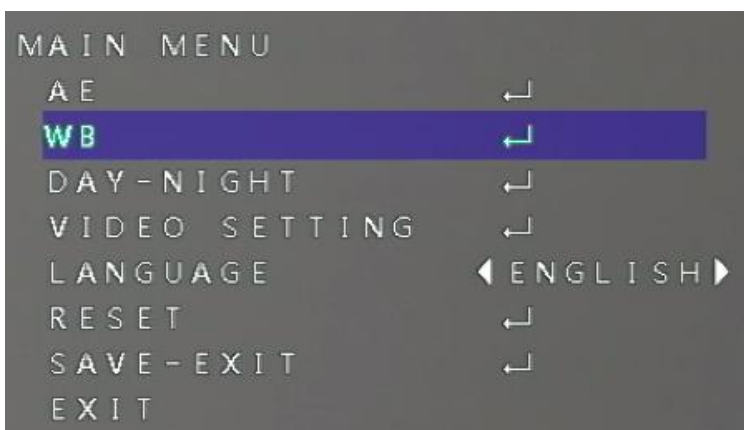 MAIN MENU
AE ↵
WB ↵
DAY-NIGHT ↵
VIDEO SETTING ↵
LANGUAGE ◀ENGLISH▶
RESET ↵
SAVE-EXIT ↵
EXIT